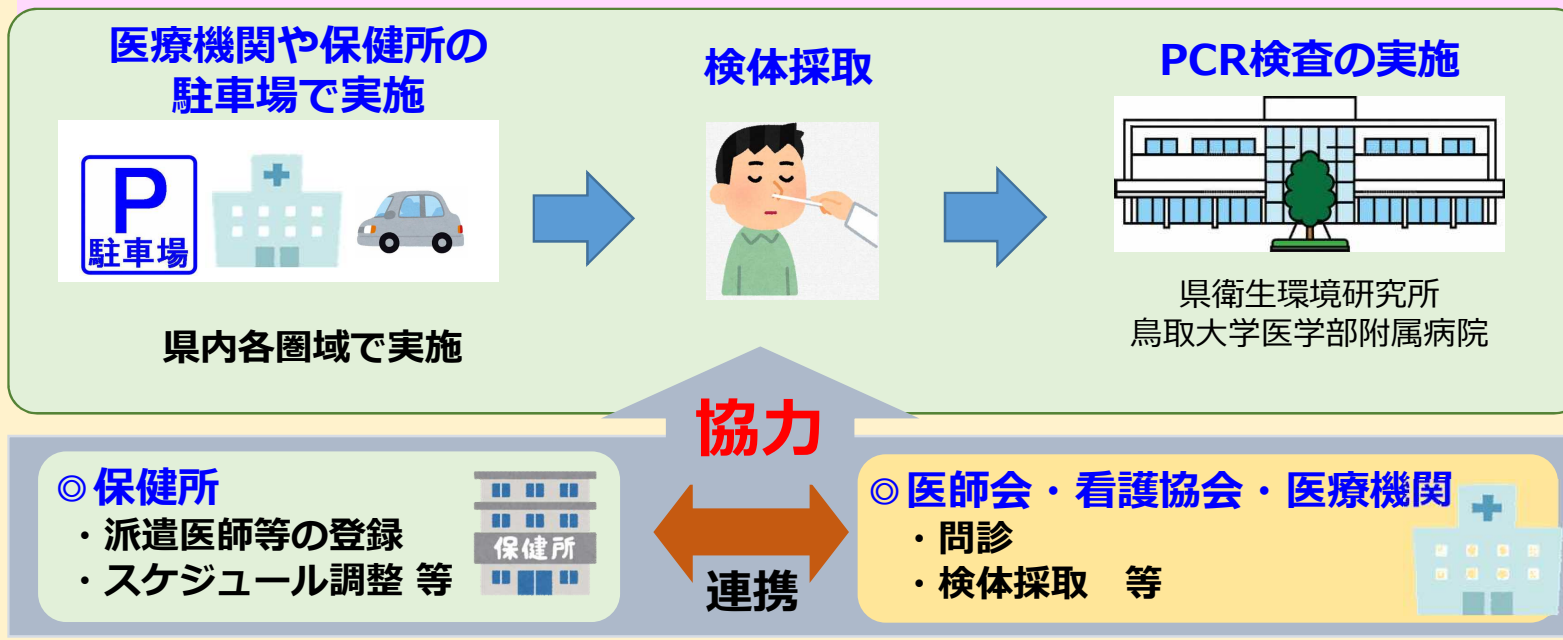 医療機関や保健所の
駐車場で実施
P
駐車場
県内各圏域で実施
検体採取
PCR検査の実施
県衛生環境研究所
鳥取大学医学部附属病院
協力
◎保健所
・派遣医師等の登録
・スケジュール調整 等
保健所
連携
◎医師会・看護協会・医療機関
・問診
・検体採取　等